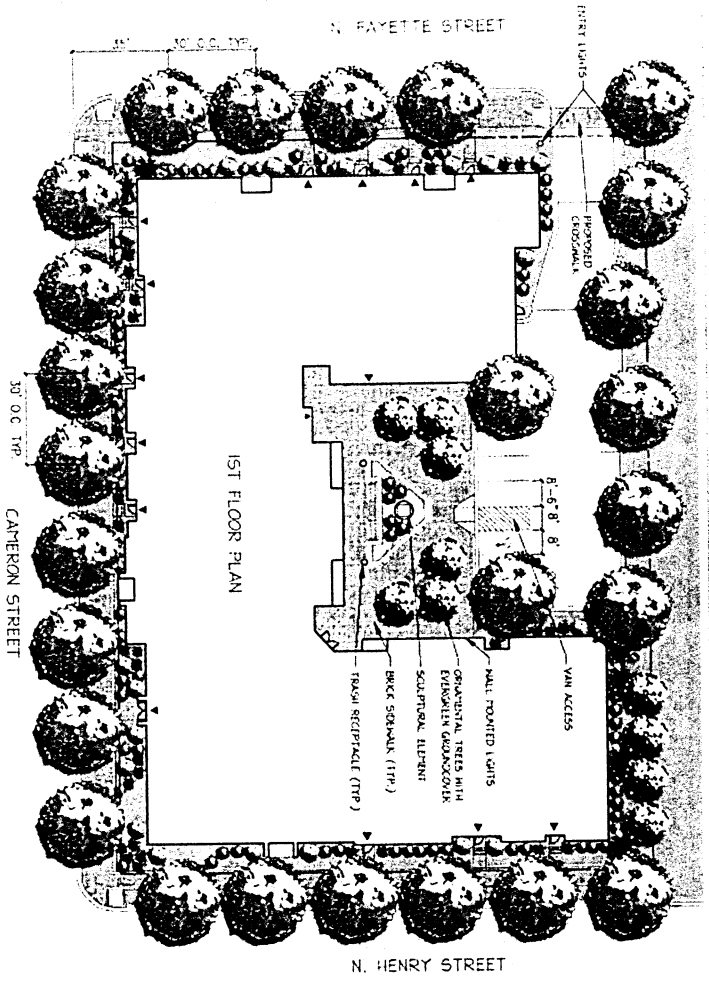 N. FAYETTE STREET
35'
30' O.C. TYP.
ENTRY LIGHTS
PROPOSED
CROSSWALK
30' O.C. TYP.
CAMERON STREET
1ST FLOOR PLAN
8'-6"
8'
8'
VAN ACCESS
WALL MOUNTED LIGHTS
ORNAMENTAL TREES WITH
EVERGREEN GROUNDCOVER
SCULPTURAL ELEMENT
BRICK SIDEWALK (TYP.)
TRASH RECEPTACLE (TYP.)
N. HENRY STREET